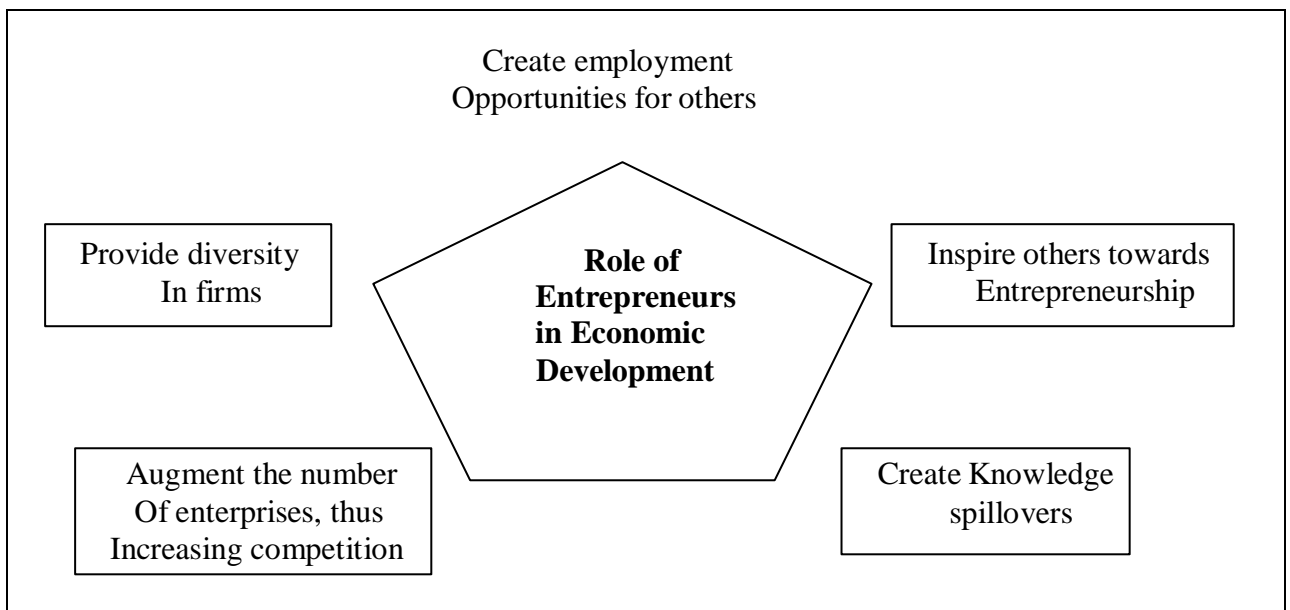 Create employment
Opportunities for others
Provide diversity
In firms
Role of
Entrepreneurs
in Economic
Development
Inspire others towards
Entrepreneurship
Augment the number
Of enterprises, thus
Increasing competition
Create Knowledge
spillovers